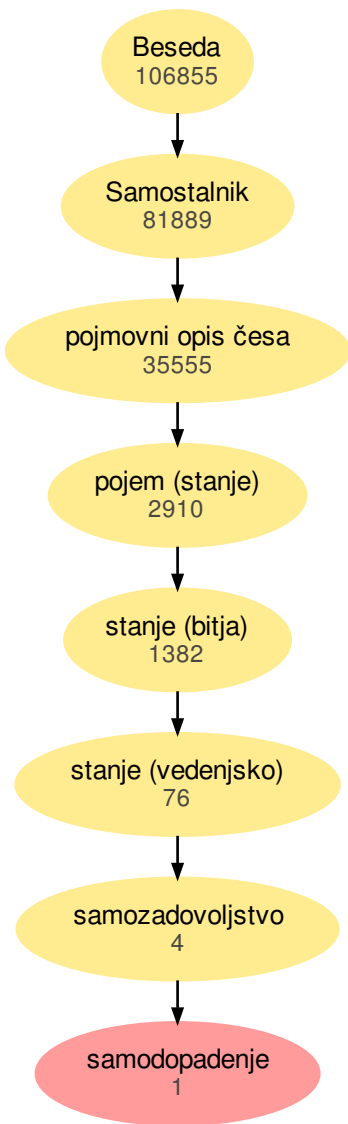 Beseda
106855
Samostalnik
81889
pojmovni opis česa
35555
pojem (stanje)
2910
stanje (bitja)
1382
stanje (vedenjsko)
76
samozadovoljstvo
4
samodopadenje
1